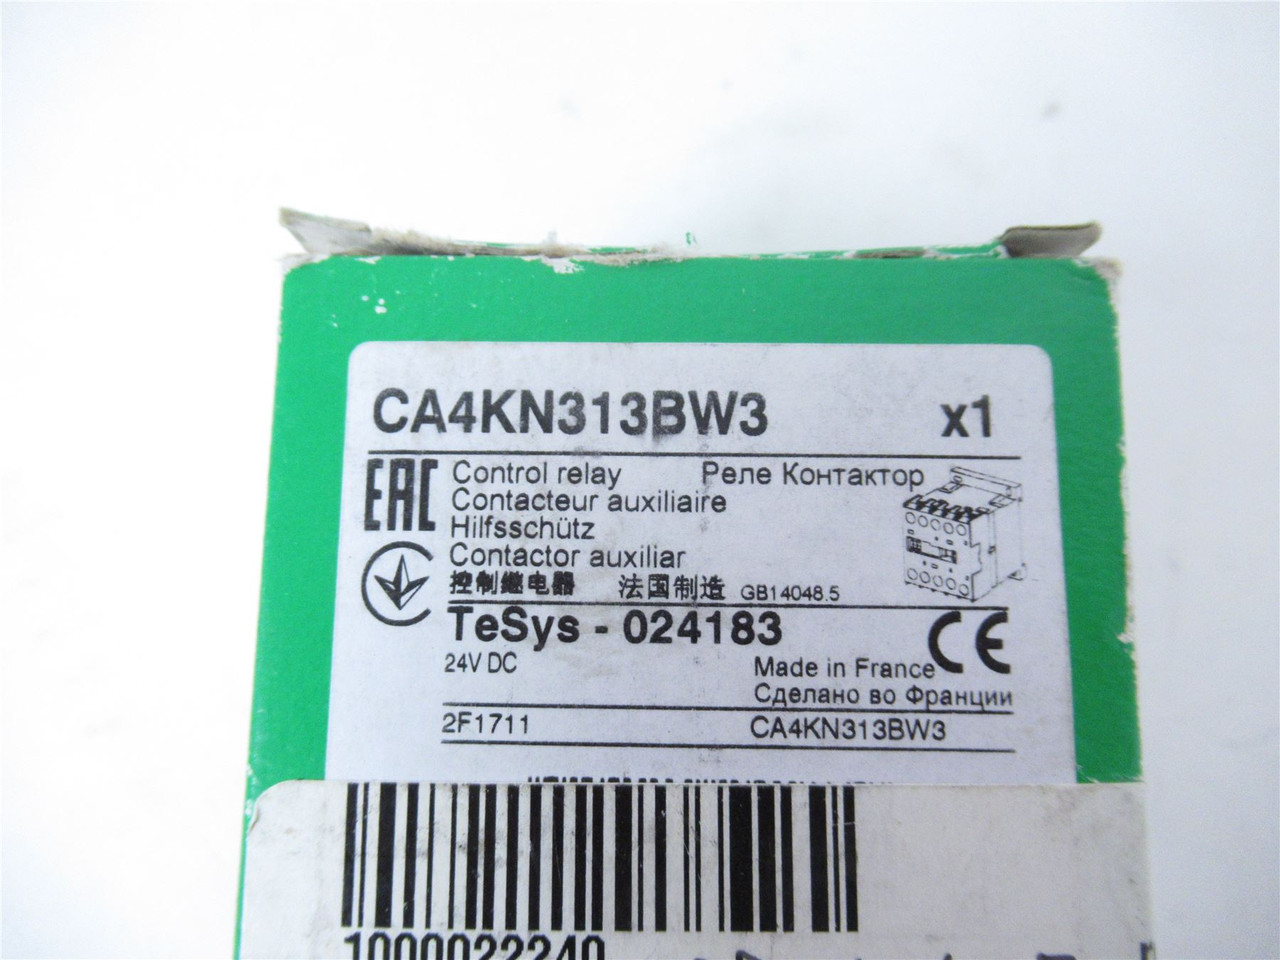 CA4KN313BW3 x1
EAC Control relay Реле Контактор
Contacteur auxiliaire
Hilfsschütz
Contactor auxiliar
控制继电器 法国制造 GB14048.5
TeSys - 024183 CE
24V DC Made in France
Сделано во Франции
2F1711 CA4KN313BW3
1000022240